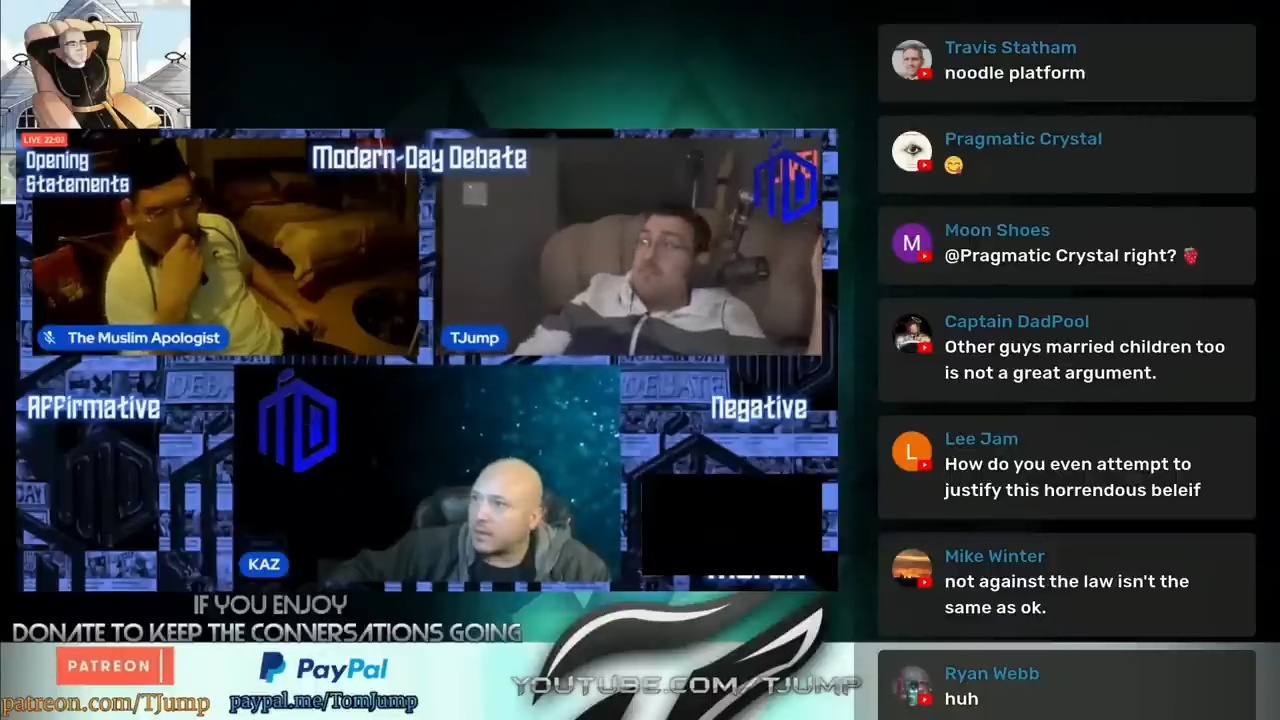 LIVE 22:03
Opening
Statements
Modern-Day Debate
The Muslim Apologist
TJump
Affirmative
Negative
KAZ
IF YOU ENJOY
DONATE TO KEEP THE CONVERSATIONS GOING
PATREON
PayPal
patreon.com/TJump
paypal.me/TomJump
YOUTUBE.COM/TJUMP
Travis Statham
noodle platform
Pragmatic Crystal
😋
M
Moon Shoes
@Pragmatic Crystal right? 🍓
Captain DadPool
Other guys married children too
is not a great argument.
L
Lee Jam
How do you even attempt to
justify this horrendous beleif
Mike Winter
not against the law isn't the
same as ok.
Ryan Webb
huh